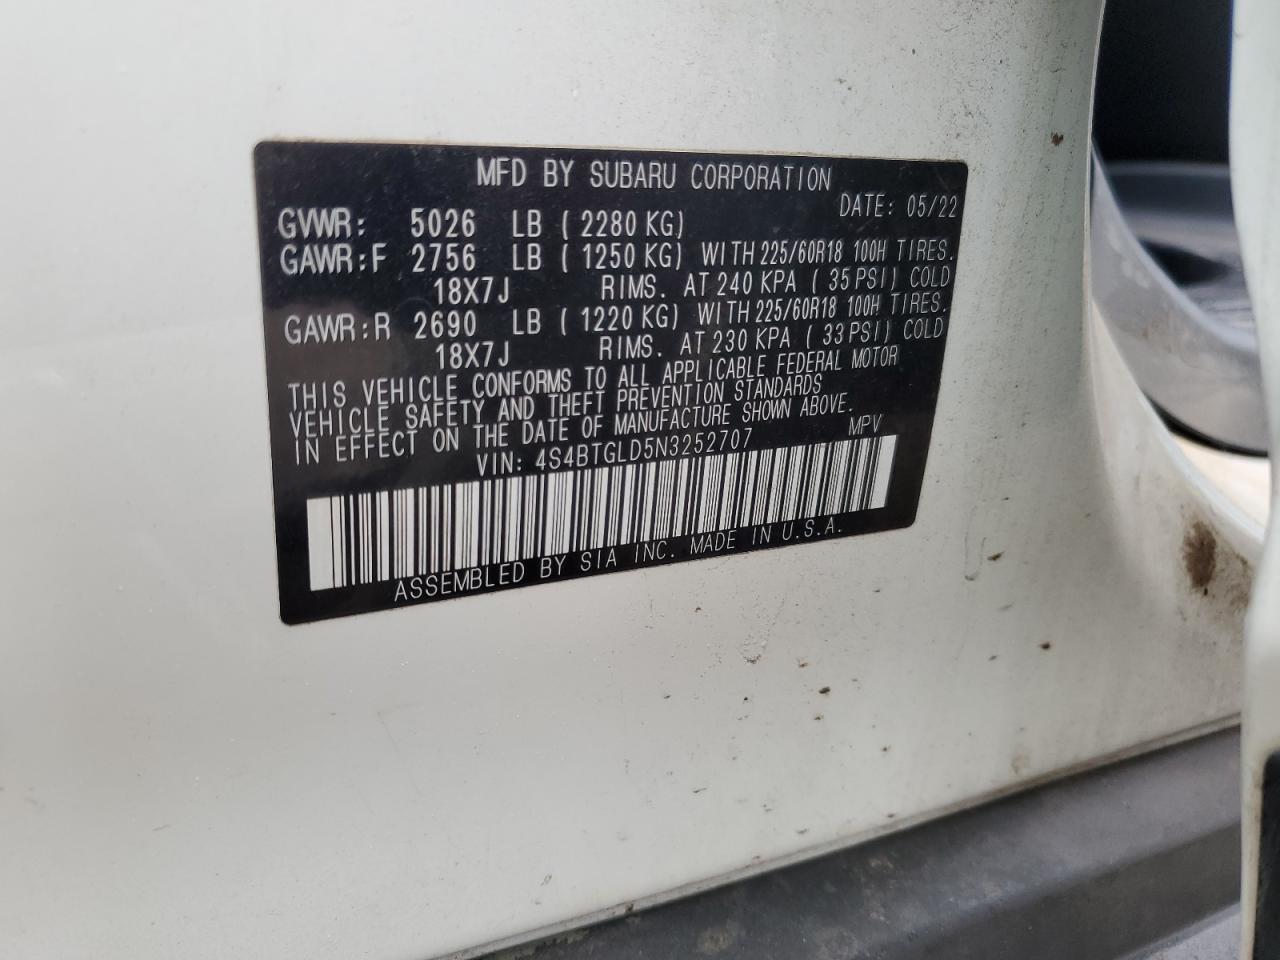 MFD BY SUBARU CORPORATION
DATE: 05/22
GVWR: 5026 LB ( 2280 KG)
GAWR:F 2756 LB ( 1250 KG) WITH 225/60R18 100H TIRES.
18X7J RIMS. AT 240 KPA ( 35 PSI) COLD
GAWR:R 2690 LB ( 1220 KG) WITH 225/60R18 100H TIRES.
18X7J RIMS. AT 230 KPA ( 33 PSI) COLD
THIS VEHICLE CONFORMS TO ALL APPLICABLE FEDERAL MOTOR
VEHICLE SAFETY AND THEFT PREVENTION STANDARDS
IN EFFECT ON THE DATE OF MANUFACTURE SHOWN ABOVE.
VIN: 4S4BTGLD5N3252707 MPV
ASSEMBLED BY SIA INC. MADE IN U.S.A.